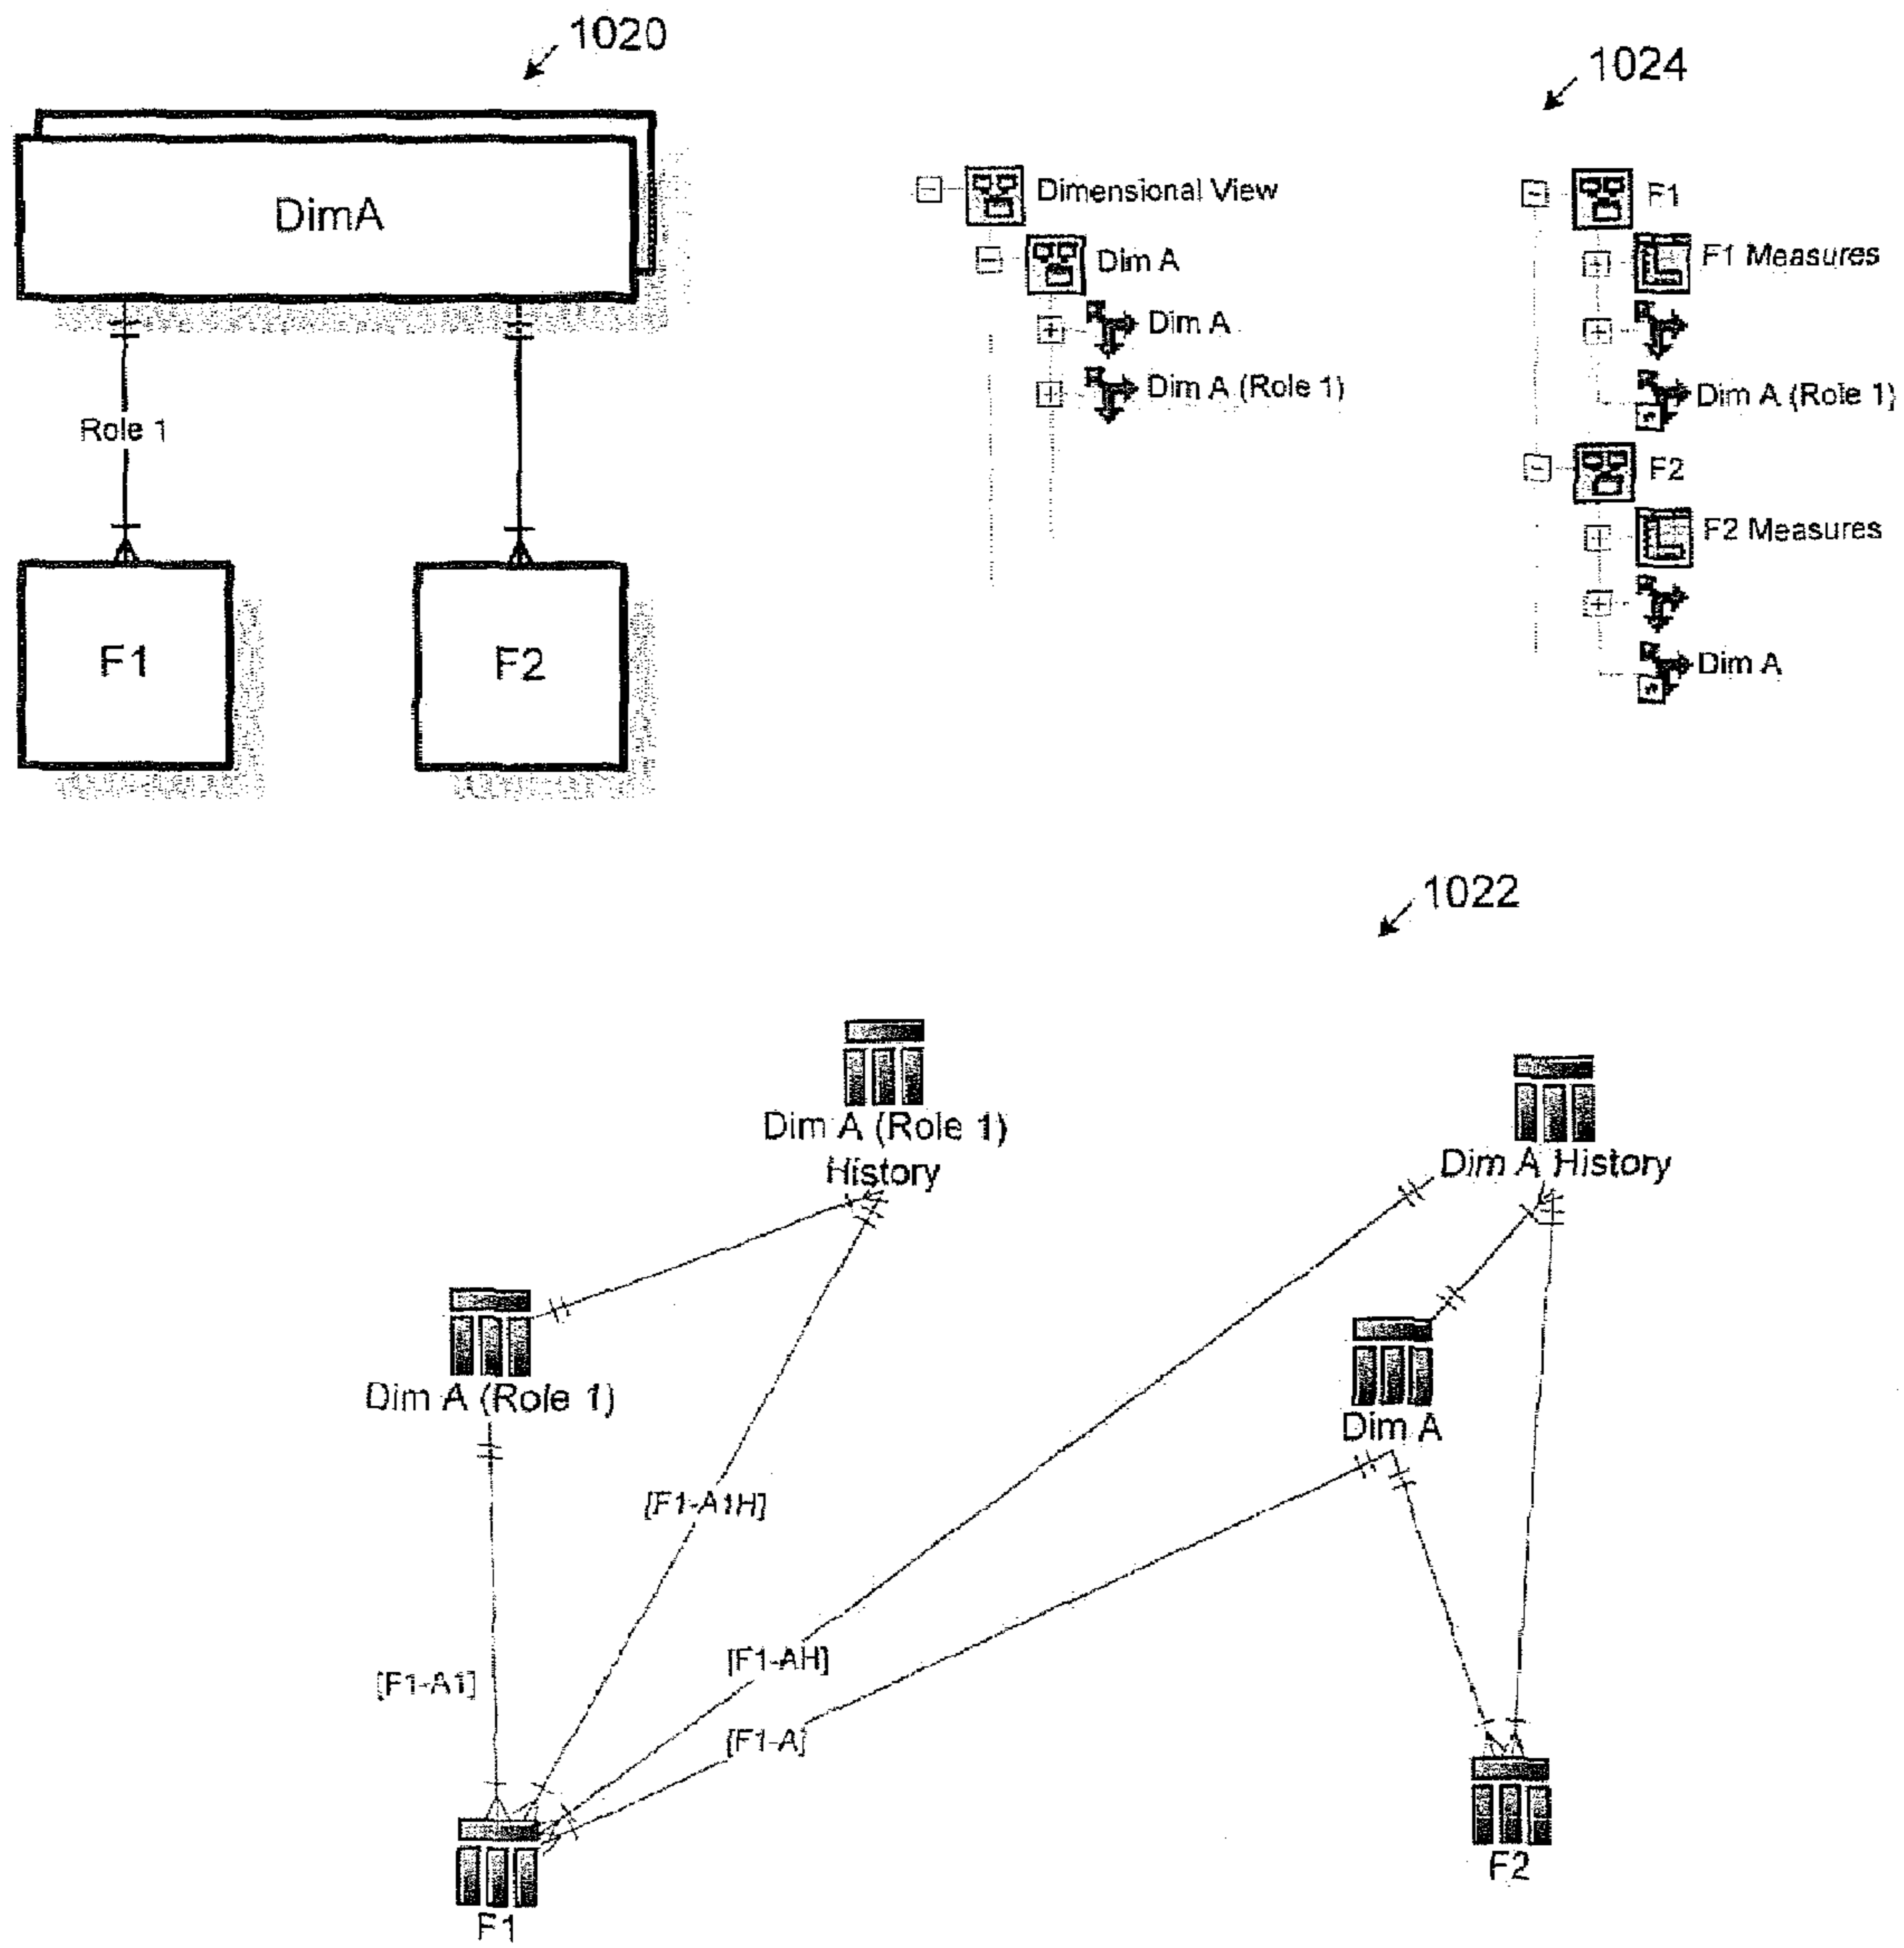 1020
DimA
Role 1
F1
F2
Dimensional View
Dim A
Dim A
Dim A (Role 1)
1024
F1
F1 Measures
Dim A (Role 1)
F2
F2 Measures
Dim A
1022
Dim A (Role 1)
History
Dim A History
Dim A (Role 1)
Dim A
[F1-A1H]
[F1-AH]
[F1-A1]
[F1-A]
F2
F1